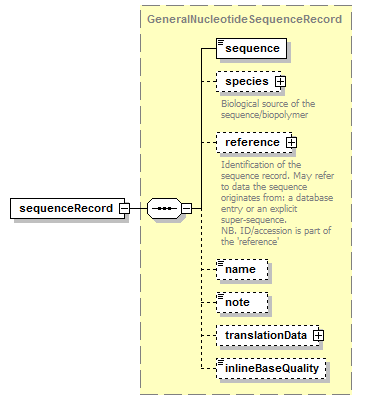 GeneralNucleotideSequenceRecord
sequence
species
Biological source of the
sequence/biopolymer
reference
Identification of the
sequence record. May refer
to data the sequence
originates from: a database
entry or an explicit
super-sequence.
NB. ID/accession is part of
the 'reference'
sequenceRecord
name
note
translationData
inlineBaseQuality